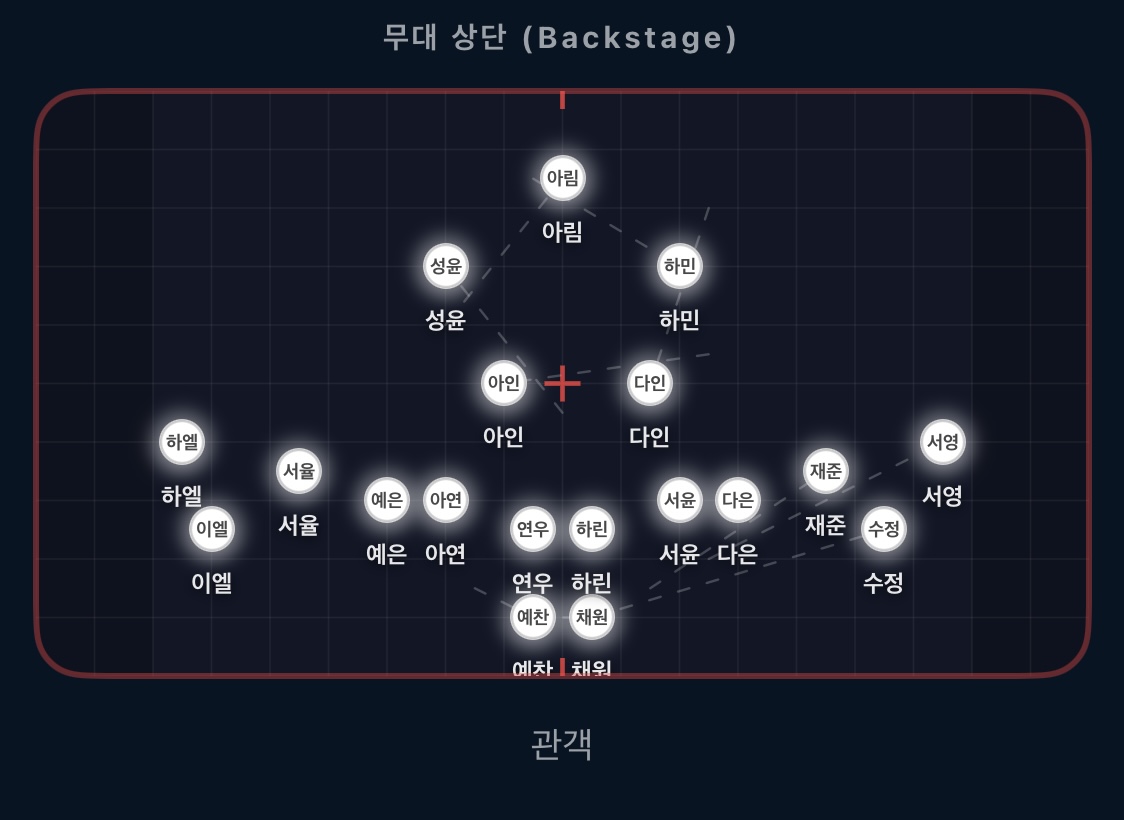 무대 상단 (Backstage)
아림
아림
성윤
하민
성윤
하민
아인
다인
아인
다인
하엘
서영
서율
재준
하엘
서영
예은
아연
서윤
다은
서율
재준
이엘
연우
하린
수정
예은
아연
서윤
다은
이엘
연우
하린
수정
예찬
채원
예찬
채원
관객